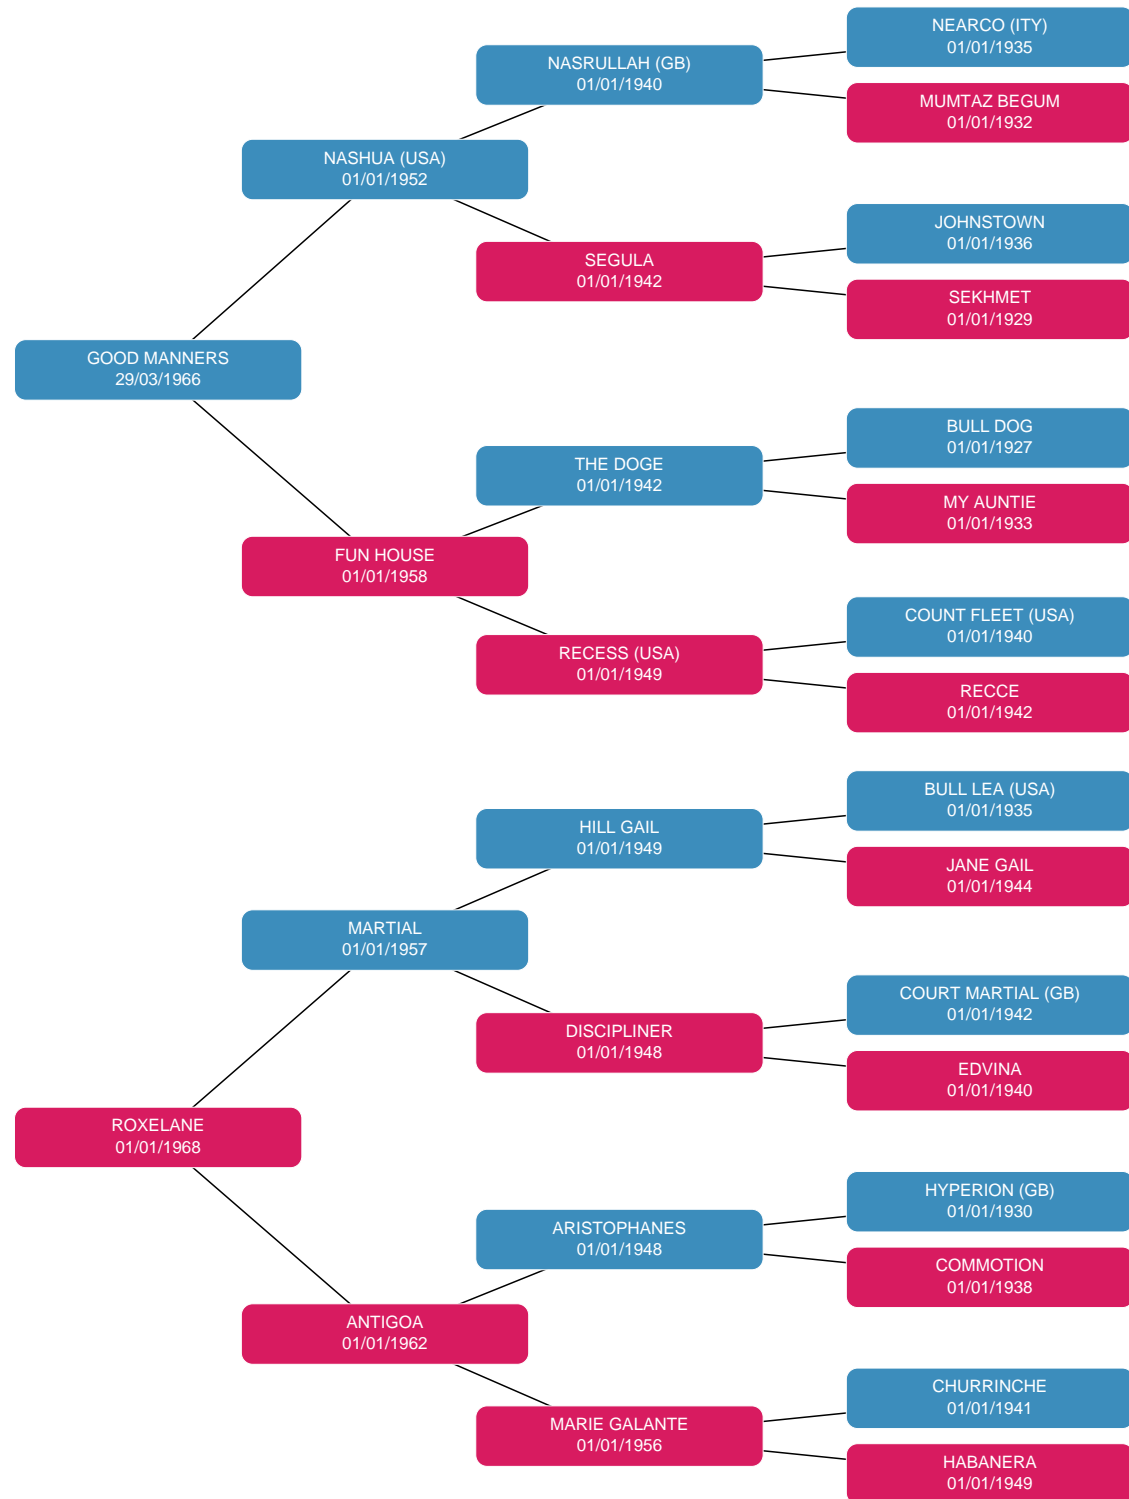 NEARCO (ITY)
01/01/1935
NASRULLAH (GB)
01/01/1940
MUMTAZ BEGUM
01/01/1932
NASHUA (USA)
01/01/1952
JOHNSTOWN
01/01/1936
SEGULA
01/01/1942
SEKHMET
01/01/1929
GOOD MANNERS
29/03/1966
BULL DOG
01/01/1927
THE DOGE
01/01/1942
MY AUNTIE
01/01/1933
FUN HOUSE
01/01/1958
COUNT FLEET (USA)
01/01/1940
RECESS (USA)
01/01/1949
RECCE
01/01/1942
BULL LEA (USA)
01/01/1935
HILL GAIL
01/01/1949
JANE GAIL
01/01/1944
MARTIAL
01/01/1957
COURT MARTIAL (GB)
01/01/1942
DISCIPLINER
01/01/1948
EDVINA
01/01/1940
ROXELANE
01/01/1968
HYPERION (GB)
01/01/1930
ARISTOPHANES
01/01/1948
COMMOTION
01/01/1938
ANTIGOA
01/01/1962
CHURRINCHE
01/01/1941
MARIE GALANTE
01/01/1956
HABANERA
01/01/1949